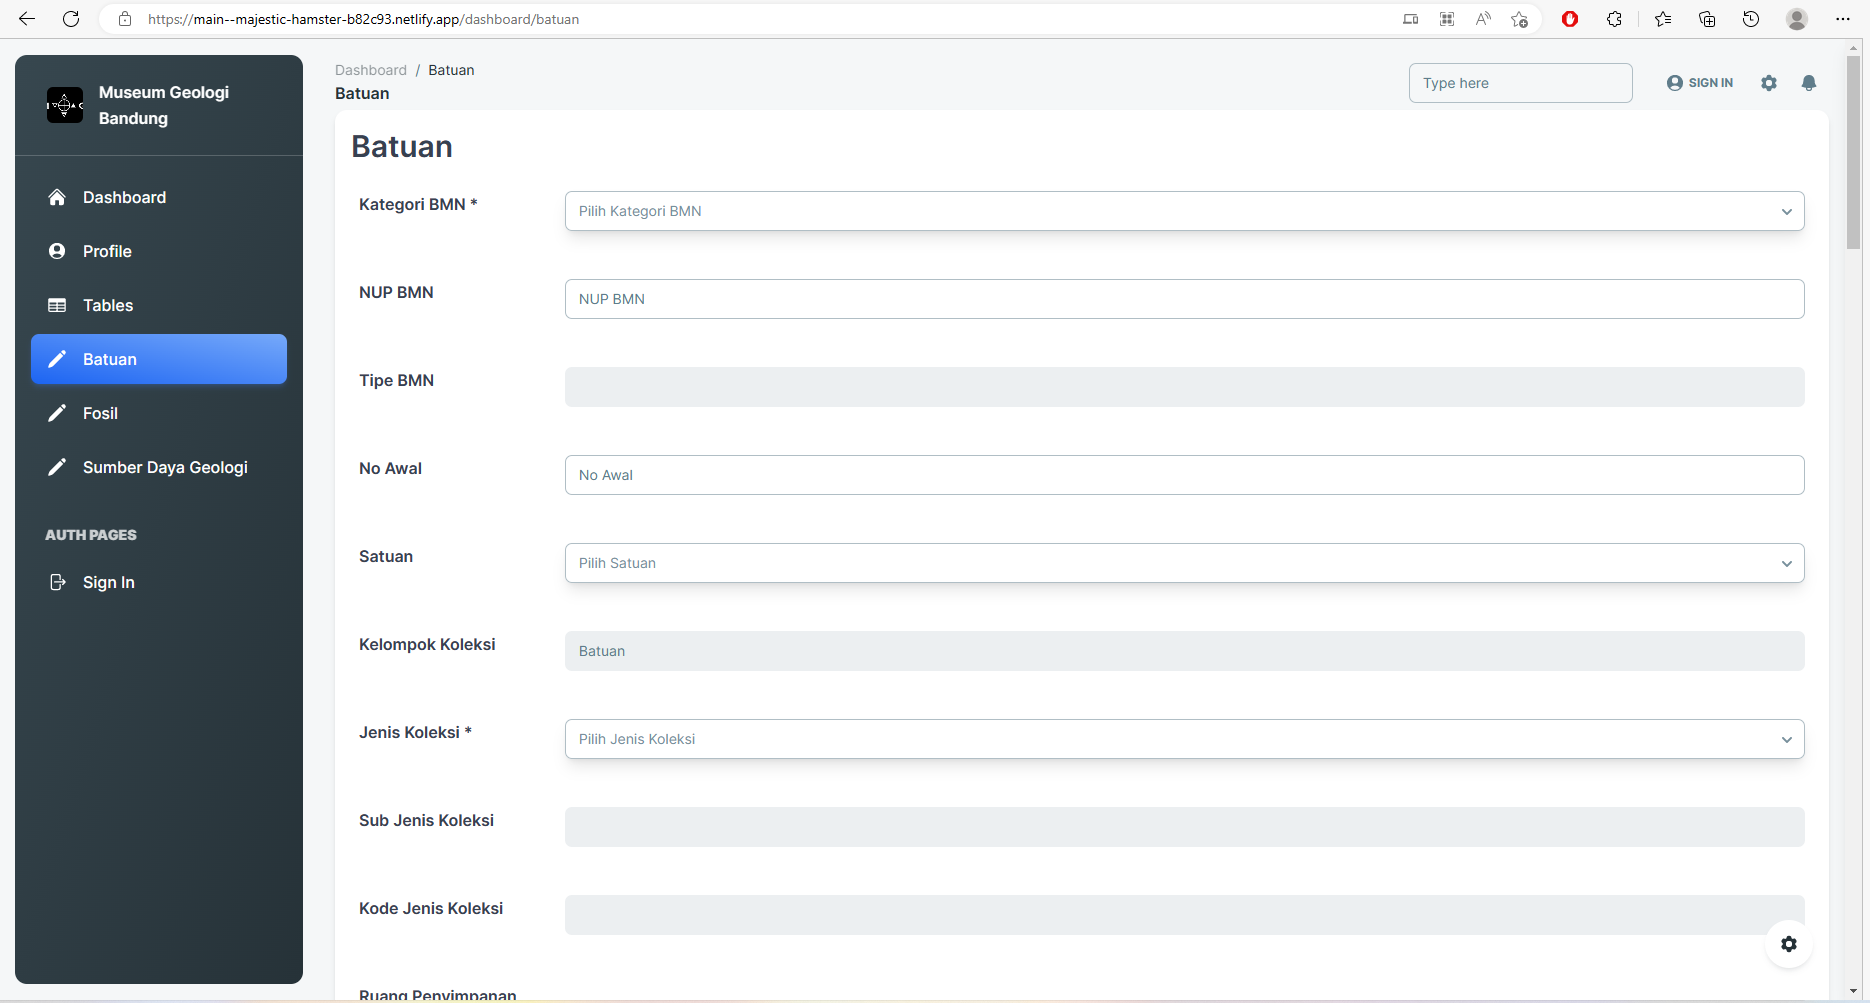 https://main--majestic-hamster-b82c93.netlify.app/dashboard/batuan
Museum Geologi
Bandung
Dashboard
Profile
Tables
Batuan
Fosil
Sumber Daya Geologi
AUTH PAGES
Sign In
Dashboard / Batuan
Batuan
Type here
SIGN IN
Batuan
Kategori BMN *
Pilih Kategori BMN
NUP BMN
NUP BMN
Tipe BMN
No Awal
No Awal
Satuan
Pilih Satuan
Kelompok Koleksi
Batuan
Jenis Koleksi *
Pilih Jenis Koleksi
Sub Jenis Koleksi
Kode Jenis Koleksi
Ruang Penyimpanan